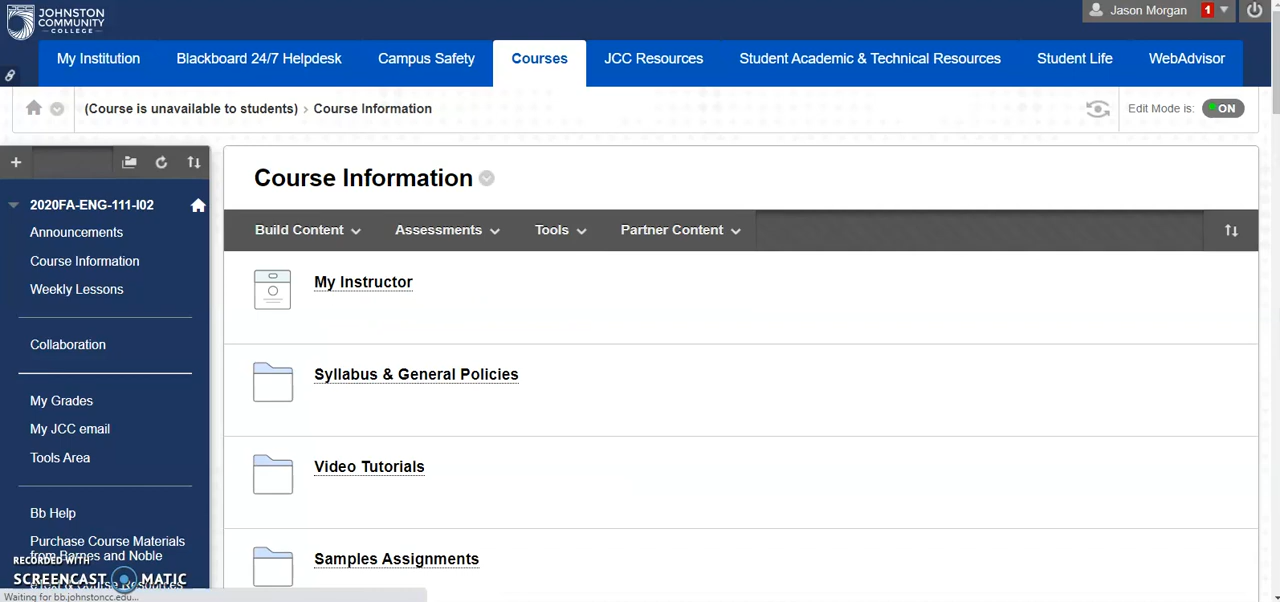 JOHNSTON
COMMUNITY
COLLEGE
Jason Morgan 1
My Institution Blackboard 24/7 Helpdesk Campus Safety Courses JCC Resources Student Academic & Technical Resources Student Life WebAdvisor
(Course is unavailable to students) › Course Information Edit Mode is: ON
Course Information
2020FA-ENG-111-I02
Announcements
Course Information
Weekly Lessons
Collaboration
My Grades
My JCC email
Tools Area
Bb Help
Purchase Course Materials
from Barnes and Noble
Build Content Assessments Tools Partner Content
My Instructor
Syllabus & General Policies
Video Tutorials
Samples Assignments
RECORDED WITH
SCREENCAST MATIC
Waiting for bb.johnstoncc.edu...